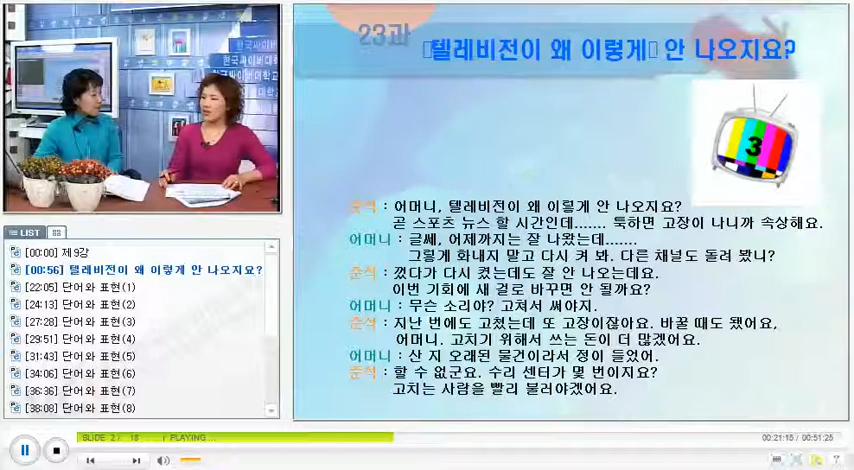 23과
텔레비전이 왜 이렇게 안 나오지요?
3
준석 : 어머니, 텔레비전이 왜 이렇게 안 나오지요?
곧 스포츠 뉴스 할 시간인데....... 툭하면 고장이 나니까 속상해요.
어머니 : 글쎄, 어제까지는 잘 나왔는데.......
그렇게 화내지 말고 다시 켜 봐. 다른 채널도 돌려 봤니?
준석 : 껐다가 다시 켰는데도 잘 안 나오는데요.
이번 기회에 새 걸로 바꾸면 안 될까요?
어머니 : 무슨 소리야? 고쳐서 써야지.
준석 : 지난 번에도 고쳤는데 또 고장이잖아요. 바꿀 때도 됐어요,
어머니. 고치기 위해서 쓰는 돈이 더 많겠어요.
어머니 : 산 지 오래된 물건이라서 정이 들었어.
준석 : 할 수 없군요. 수리 센터가 몇 번이지요?
고치는 사람을 빨리 불러야겠어요.
LIST
[00:00] 제9강
[00:56] 텔레비전이 왜 이렇게 안 나오지요?
[22:05] 단어와 표현(1)
[24:13] 단어와 표현(2)
[27:28] 단어와 표현(3)
[29:51] 단어와 표현(4)
[31:43] 단어와 표현(5)
[34:06] 단어와 표현(6)
[36:36] 단어와 표현(7)
[38:08] 단어와 표현(8)
SLIDE 2 / 18 PLAYING...
00:21:15 / 00:51:25